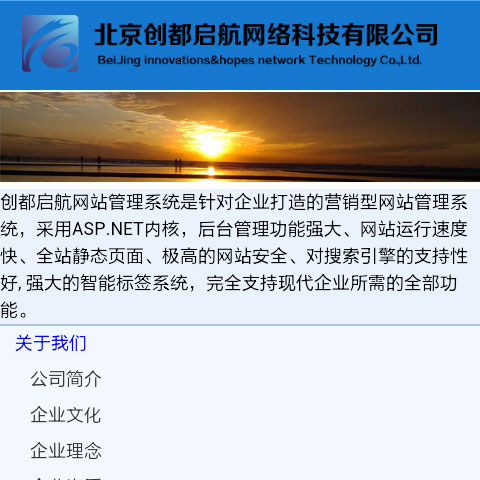 北京创都启航网络科技有限公司
BeiJing innovations&hopes network Technology Co.,Ltd.
创都启航网站管理系统是针对企业打造的营销型网站管理系
统，采用ASP.NET内核，后台管理功能强大、网站运行速度
快、全站静态页面、极高的网站安全、对搜索引擎的支持性
好, 强大的智能标签系统，完全支持现代企业所需的全部功
能。
关于我们
公司简介
企业文化
企业理念